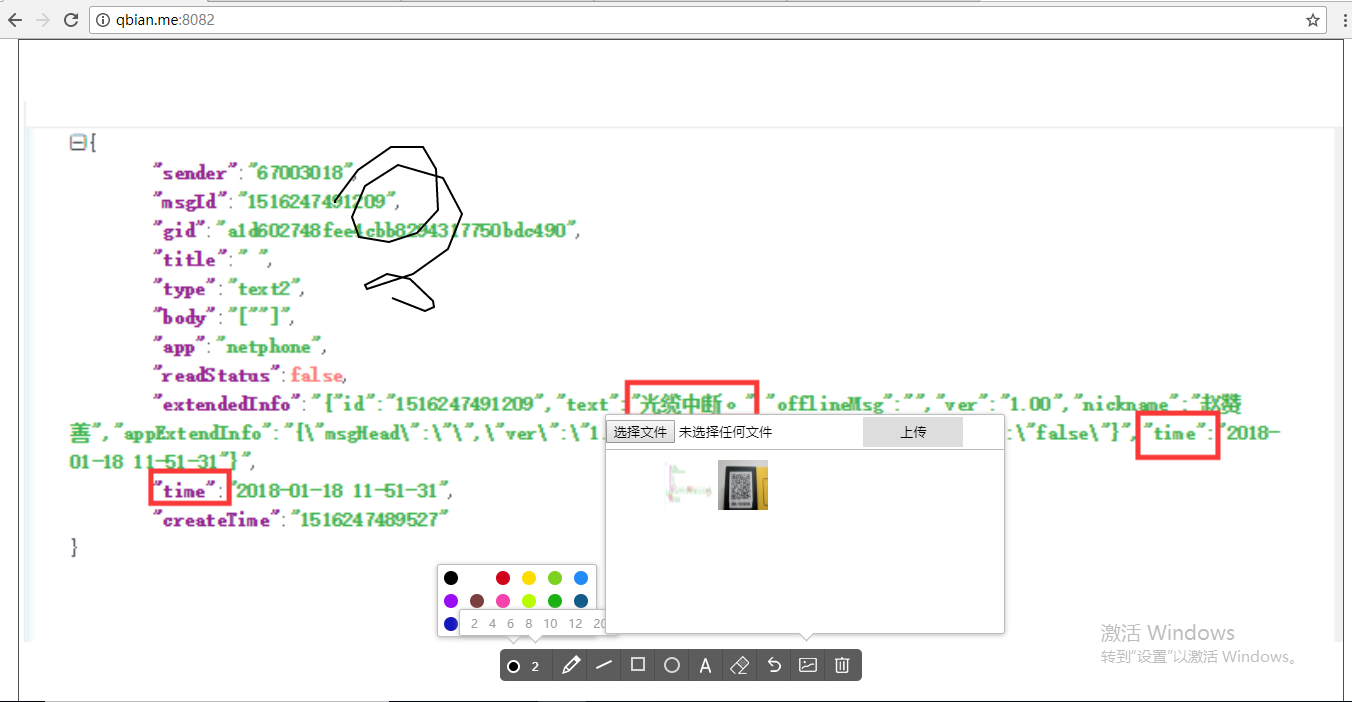 qbian.me:8082
{
"sender":"67003018",
"msgId":"1516247491209",
"gid":"a1d602748fee4cbb8294317750bdc490",
"title":" ",
"type":"text2",
"body":"[""]",
"app":"netphone",
"readStatus":false,
"extendedInfo":"{"id":"1516247491209","text":"光缆中断。" "offlineMsg":"","ver":"1.00","nickname":"赵赞
善","appExtendInfo":"{\"msgHead\":\"\",\"ver\":\"1. :\"false\"}","time":"2018-
01-18 11-51-31"}",
"time":"2018-01-18 11-51-31",
"createTime":"1516247489527"
}
选择文件 未选择任何文件 上传
2 4 6 8 10 12 20
激活 Windows
转到"设置"以激活 Windows。
2 A